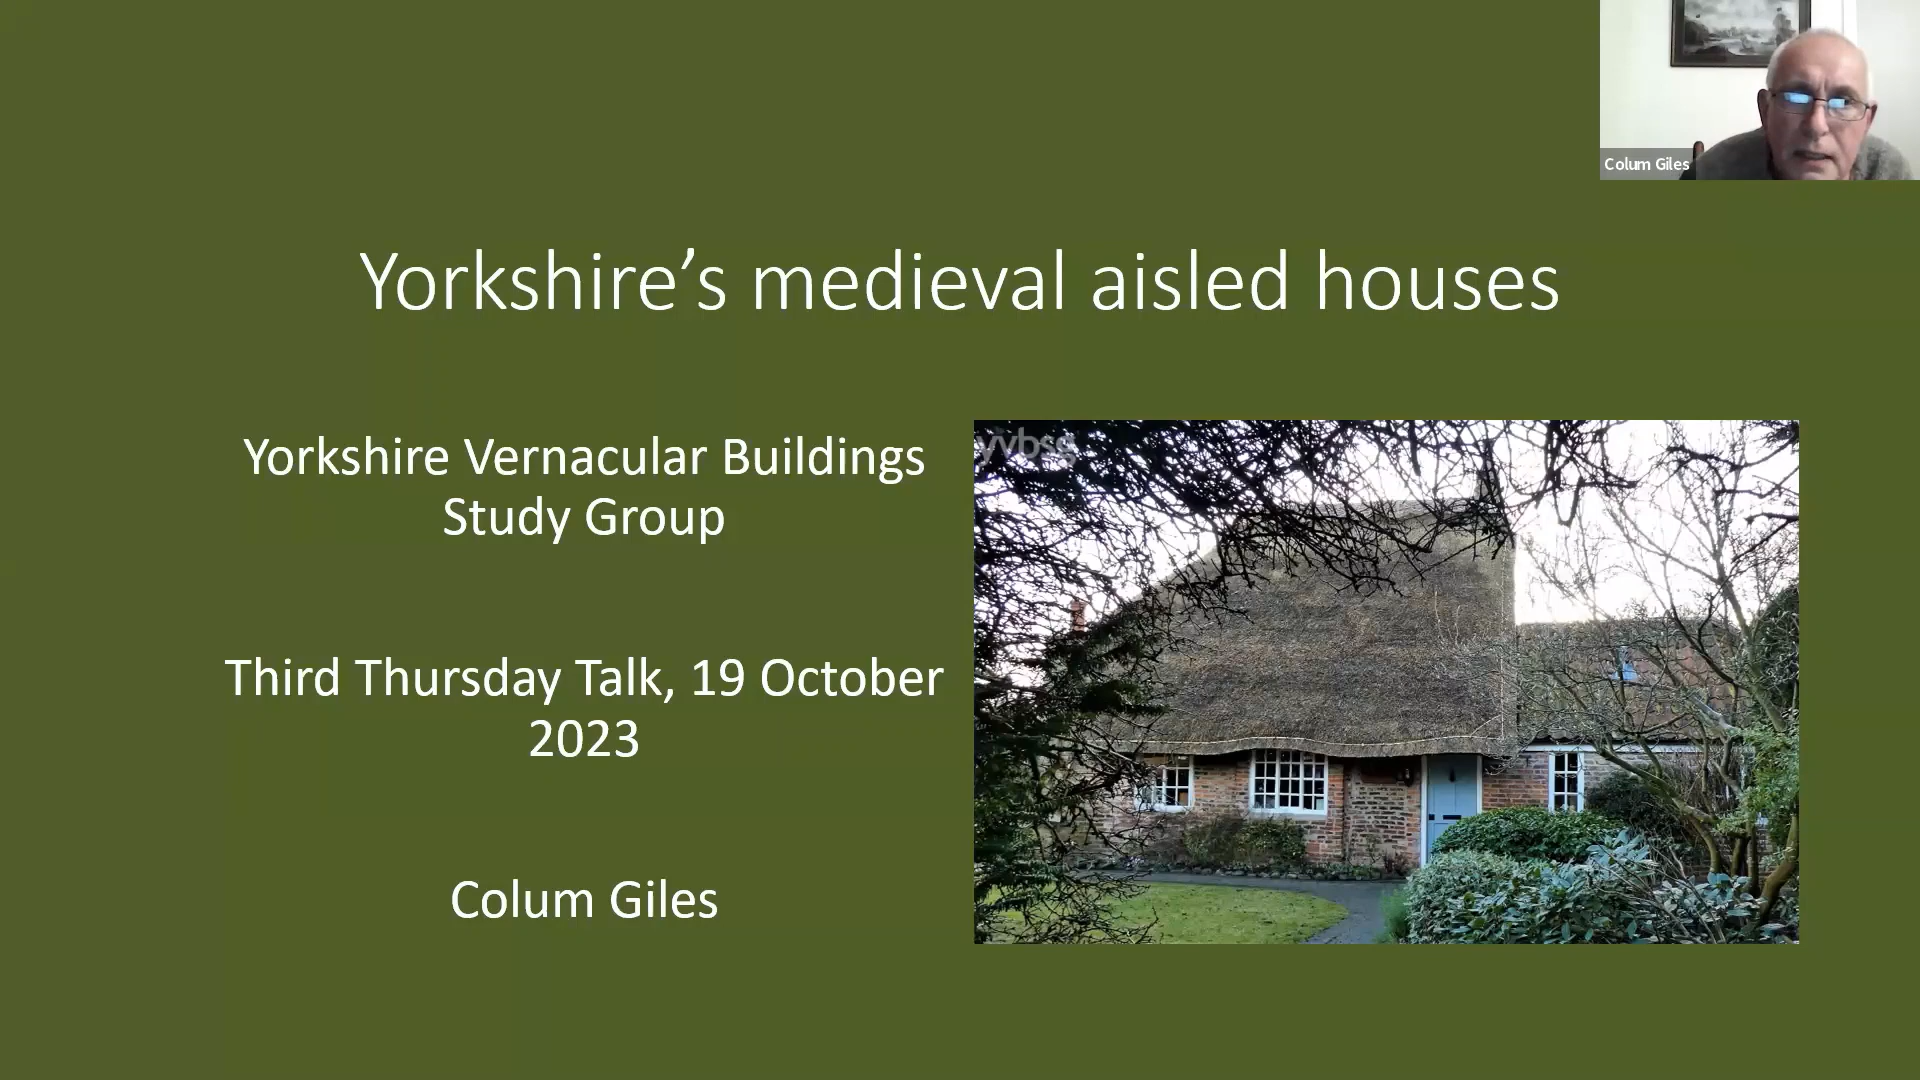 Colum Giles
Yorkshire’s medieval aisled houses
Yorkshire Vernacular Buildings
Study Group
Third Thursday Talk, 19 October
2023
Colum Giles
yvbsg